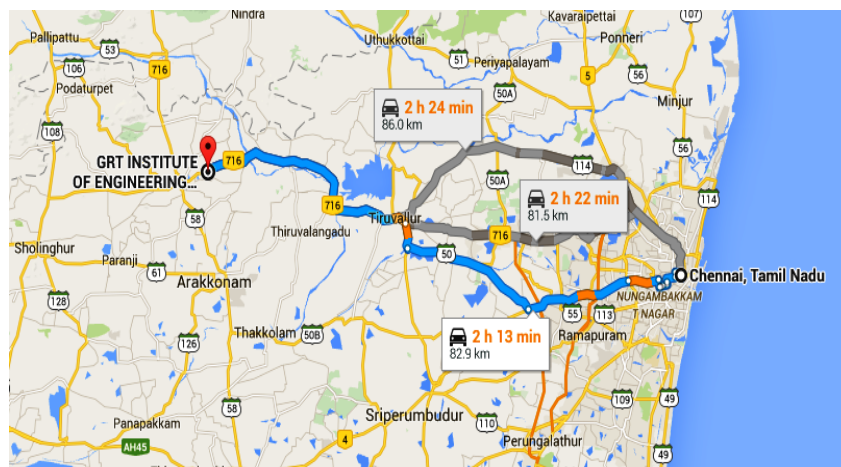 Nindra
107
Kavaraipettai
Pallipattu
53
Uthukkottai
Ponneri
106
716
51
Periyapalayam
5
56
Podaturpet
50A
Minjur
2 h 24 min
86.0 km
108
56
GRT INSTITUTE
OF ENGINEERING...
716
114
50A
2 h 22 min
81.5 km
114
58
716
Tiruvallur
716
Thiruvalangadu
Sholinghur
Paranji
61
50
Arakkonam
Chennai, Tamil Nadu
128
NUNGAMBAKKAM
55
113
T NAGAR
Thakkolam
50B
2 h 13 min
82.9 km
Ramapuram
126
58
109
49
Sriperumbudur
110
Panapakkam
4
Perungalathur
AH45
49